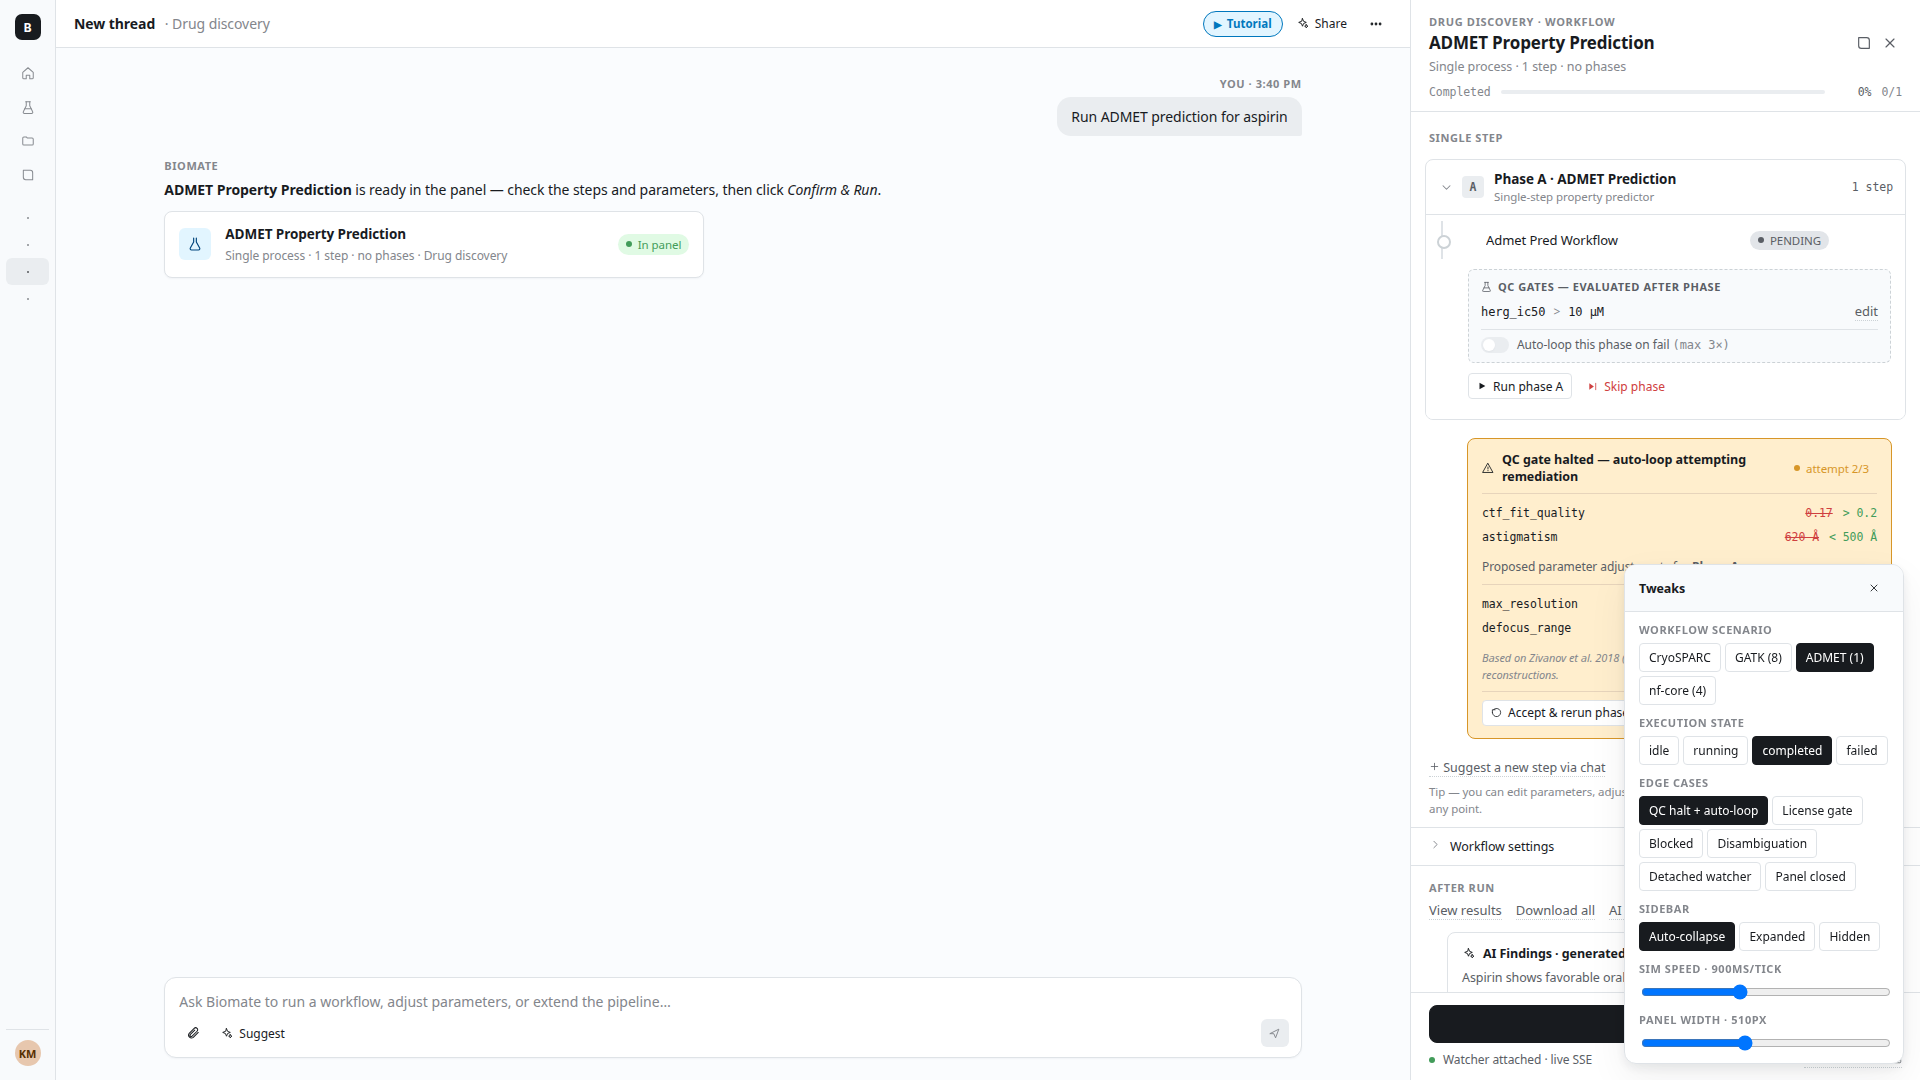 B
New thread · Drug discovery
▶ Tutorial
Share
YOU · 3:40 PM
Run ADMET prediction for aspirin
BIOMATE
ADMET Property Prediction is ready in the panel — check the steps and parameters, then click Confirm & Run.
ADMET Property Prediction
Single process · 1 step · no phases · Drug discovery
In panel
Ask Biomate to run a workflow, adjust parameters, or extend the pipeline...
Suggest
KM
DRUG DISCOVERY · WORKFLOW
ADMET Property Prediction
Single process · 1 step · no phases
Completed
0% 0/1
SINGLE STEP
A
Phase A · ADMET Prediction
Single-step property predictor
1 step
Admet Pred Workflow
PENDING
QC GATES — EVALUATED AFTER PHASE
herg_ic50 > 10 µM
edit
Auto-loop this phase on fail (max 3×)
Run phase A
Skip phase
QC gate halted — auto-loop attempting
remediation
attempt 2/3
ctf_fit_quality
0.17 > 0.2
astigmatism
620 Å < 500 Å
Proposed parameter
max_resolution
defocus_range
Based on Zivanov et al. 2018
reconstructions.
Accept & rerun phase
+ Suggest a new step via chat
Tip — you can edit parameters,
any point.
Workflow settings
AFTER RUN
View results
Download all
AI
AI Findings · generated
Aspirin shows favorable
Watcher attached · live SSE
Tweaks
WORKFLOW SCENARIO
CryoSPARC
GATK (8)
ADMET (1)
nf-core (4)
EXECUTION STATE
idle
running
completed
failed
EDGE CASES
QC halt + auto-loop
License gate
Blocked
Disambiguation
Detached watcher
Panel closed
SIDEBAR
Auto-collapse
Expanded
Hidden
SIM SPEED · 900MS/TICK
PANEL WIDTH · 510PX